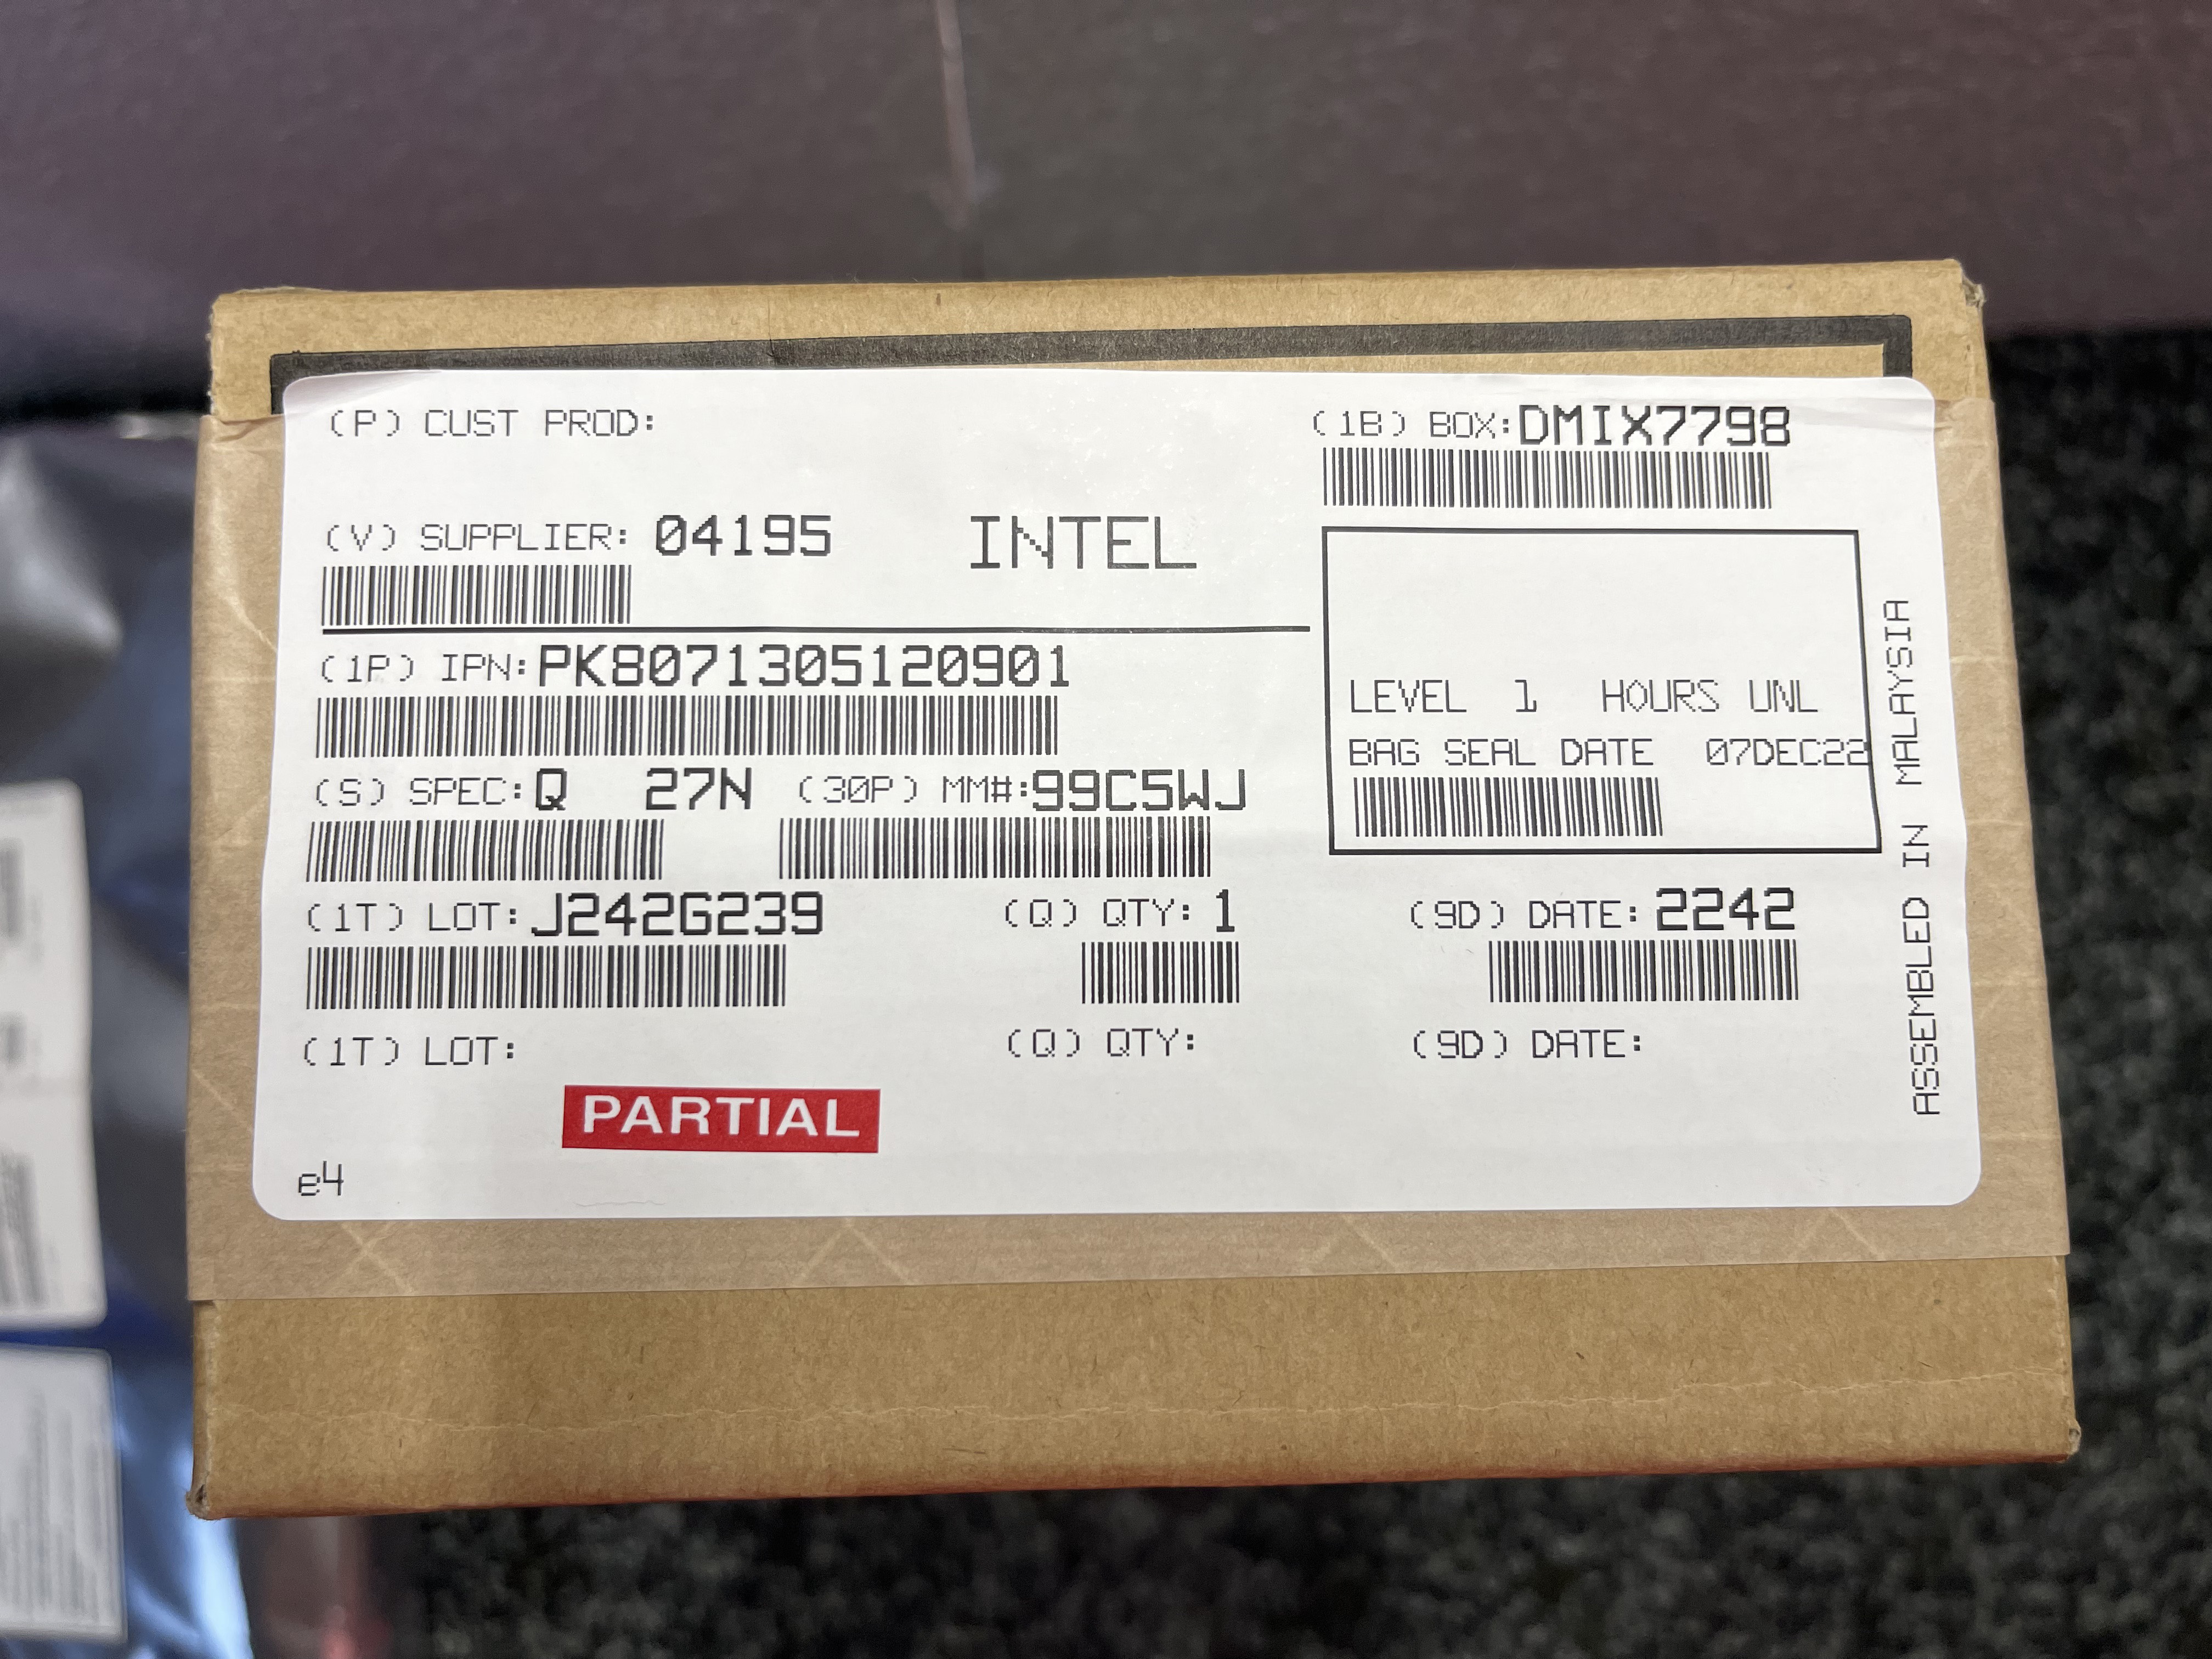 (P) CUST PROD:
(1B) BOX:DMIX7798
(V) SUPPLIER: 04195
INTEL
(1P) IPN:PK8071305120901
LEVEL 1 HOURS UNL
BAG SEAL DATE 07DEC22
(S) SPEC:Q 27N (30P) MM#:99C5WJ
(1T) LOT:J242G239
(Q) QTY: 1
(9D) DATE:2242
(1T) LOT:
(Q) QTY:
(9D) DATE:
PARTIAL
e4
ASSEMBLED IN MALAYSIA